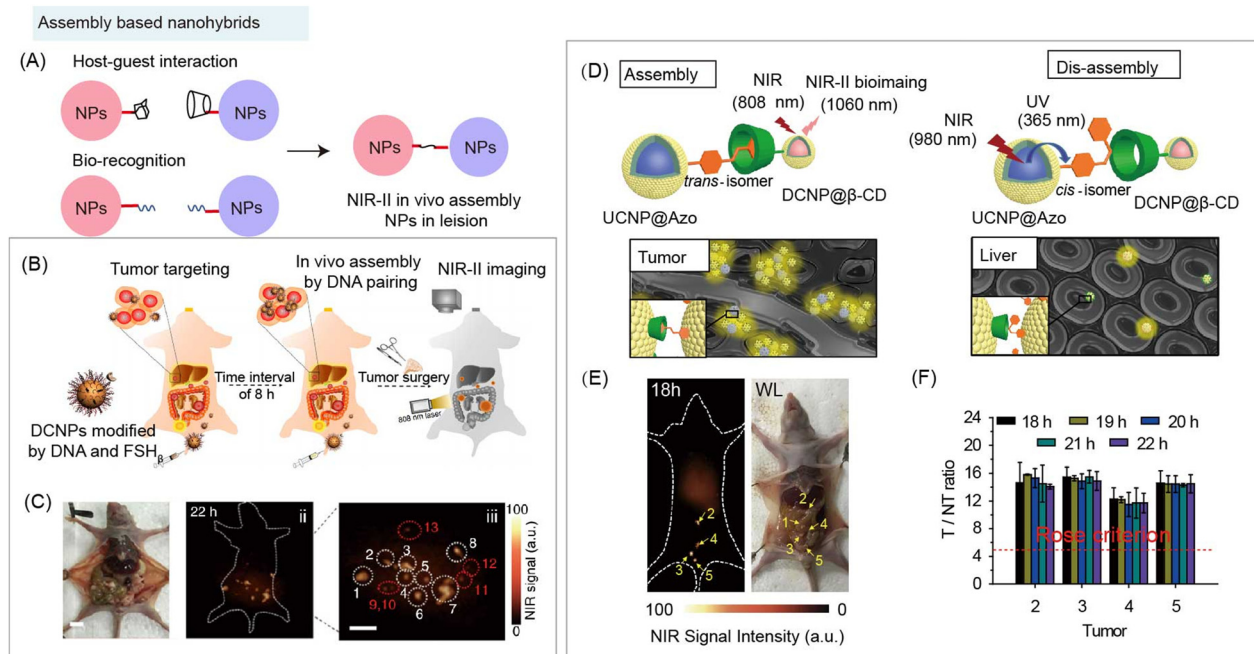 Assembly based nanohybrids
(A)
Host-guest interaction
NPs
NPs
Bio-recognition
NPs
NPs
NPs
NPs
NIR-II in vivo assembly
NPs in leision
(B)
Tumor targeting
In vivo assembly
by DNA pairing
NIR-II imaging
Time interval
of 8 h
Tumor surgery
808 nm laser
DCNPs modified
by DNA and FSHβ
(C)
22 h
ii
iii
13
2
3
8
12
1
5
11
9,10
4
6
7
100
NIR signal (a.u.)
0
(D)
Assembly
NIR
(808 nm)
NIR-II bioimaing
(1060 nm)
trans-isomer
DCNP@β-CD
UCNP@Azo
Tumor
Dis-assembly
UV
(365 nm)
NIR
(980 nm)
cis-isomer
DCNP@β-CD
UCNP@Azo
Liver
(E)
18h
WL
2
4
3
5
2
1
4
3
5
100
0
NIR Signal Intensity (a.u.)
(F)
18 h
19 h
20 h
21 h
22 h
T / NT ratio
20
16
12
8
4
0
Rose criterion
2
3
4
5
Tumor